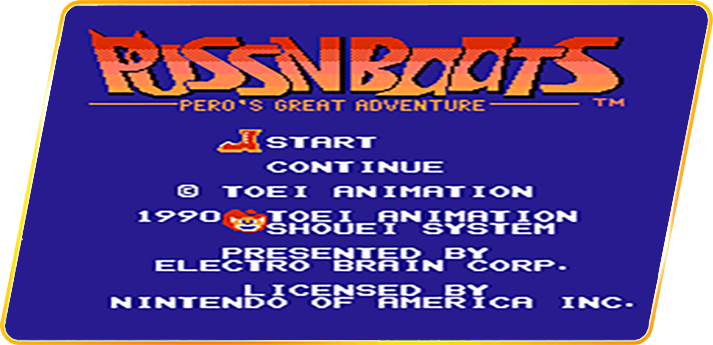 PUSS N BOOTS
PERO'S GREAT ADVENTURE
TM
START
CONTINUE
© TOEI ANIMATION
1990 TOEI ANIMATION
SHOUEI SYSTEM
PRESENTED BY
ELECTRO BRAIN CORP.
LICENSED BY
NINTENDO OF AMERICA INC.